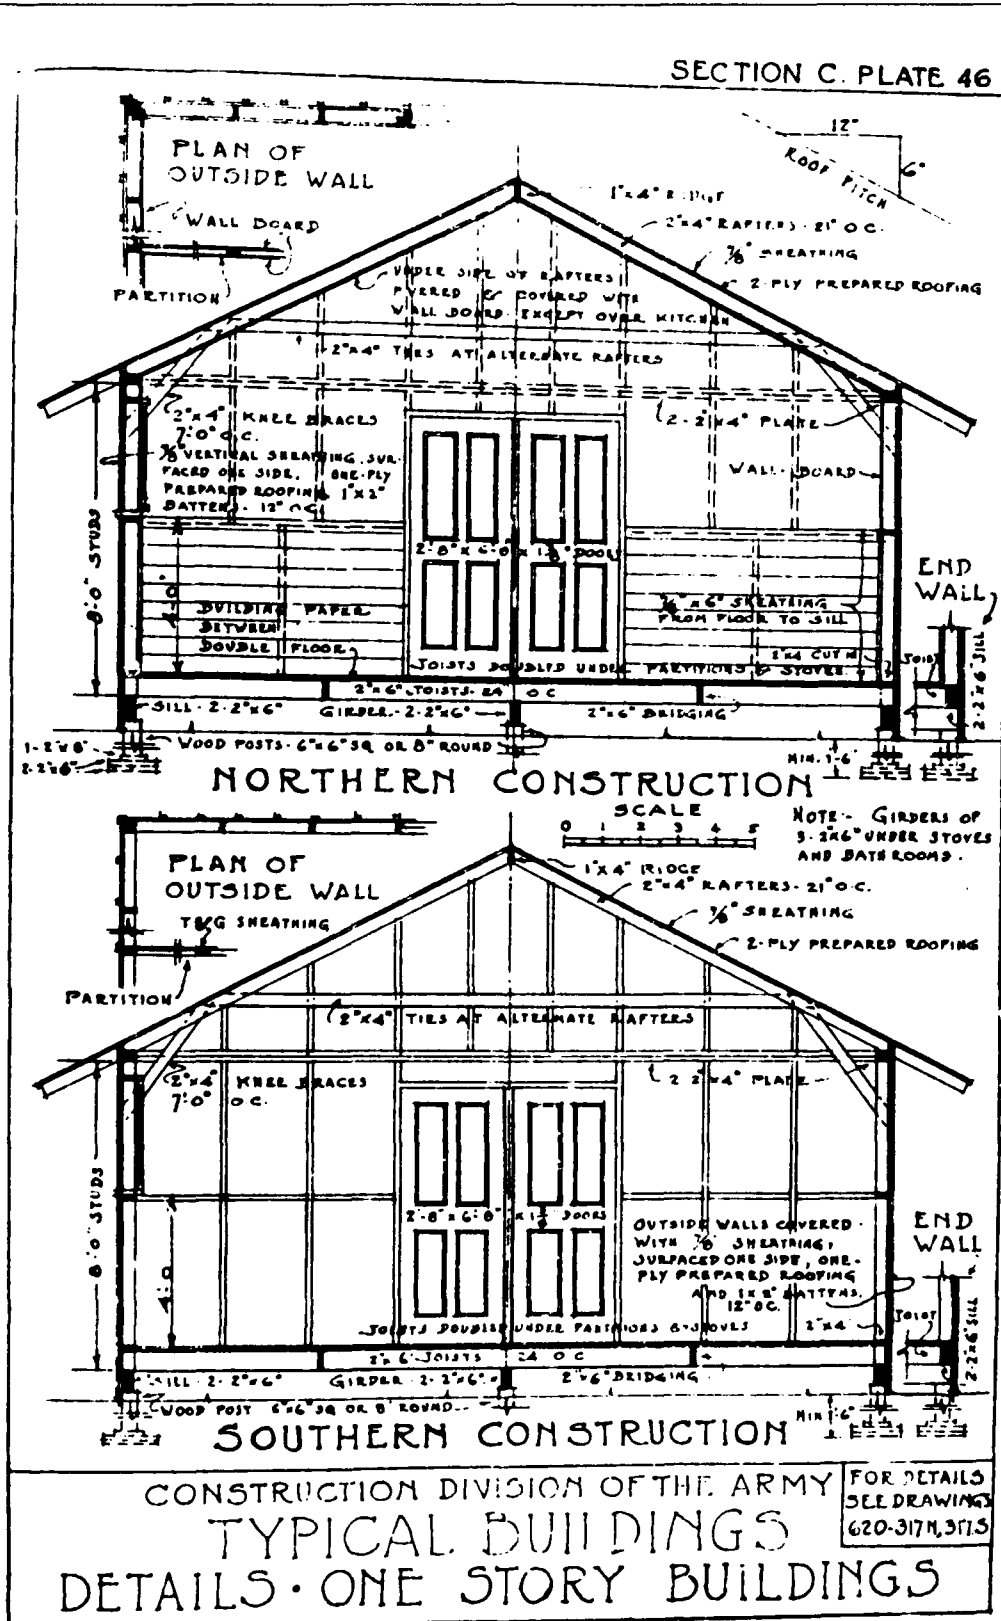 SECTION C. PLATE 46
PLAN OF
OUTSIDE WALL
WALL BOARD
PARTITION
12"
6"
ROOF PITCH
1"x4" RIDGE
2"x4" RAFTERS - 21" O.C.
7/8" SHEATHING
2-PLY PREPARED ROOFING
UNDER SIDE OF RAFTERS
COVERED WITH
WALL BOARD EXCEPT OVER KITCHEN
2"x4" TIES AT ALTERNATE RAFTERS
2"x4" KNEE BRACES
7'-0" O.C.
7/8" VERTICAL SHEATHING, SUR-
FACED ONE SIDE, ONE-PLY
PREPARED ROOFING 1"x2"
BATTENS - 12" O.C.
2-2"x4" PLATE
WALL-BOARD
8'-0" STUDS
4'-0"
2'-8" x 6'-8" DOORS
BUILDING PAPER
BETWEEN
DOUBLE FLOOR
7/8" x 6" SHEATHING
FROM FLOOR TO SILL
2"x4 CUT IN
JOISTS DOUBLED UNDER PARTITIONS & STOVES
END
WALL
JOIST
2-2"x6" SILL
2"x6" JOISTS - 24" O C
SILL - 2-2"x6"
GIRDER - 2-2"x6"
2"x6" BRIDGING
1-2"x8"
2-2"x6"
WOOD POSTS - 6"x6" SQ OR 8" ROUND
MIN. 1'-6"
NORTHERN CONSTRUCTION
SCALE
0 1 2 3 4 5
NOTE:- GIRDERS OF
3-2x6" UNDER STOVES
AND BATH ROOMS.
PLAN OF
OUTSIDE WALL
T&G SHEATHING
PARTITION
1"x4" RIDGE
2"x4" RAFTERS - 21" O.C.
7/8" SHEATHING
2-PLY PREPARED ROOFING
2"x4" TIES AT ALTERNATE RAFTERS
2"x4" KNEE BRACES
7'-0" O C.
2 2"x4" PLATE
8'-0" STUDS
4'-0
2'-8" x 6'-8" DOORS
OUTSIDE WALLS COVERED
WITH 7/8" SHEATHING,
SURFACED ONE SIDE, ONE-
PLY PREPARED ROOFING
AND 1x2" BATTENS.
12" O C.
END
WALL
JOISTS DOUBLED UNDER PARTITIONS & STOVES
2"x4"
JOIST
2-2"x6" SILL
2"x6" JOISTS 24 O C
SILL - 2-2"x6"
GIRDER - 2-2"x6"
2"x6" BRIDGING
WOOD POST 6"x6" SQ OR 8" ROUND
MIN 1'-6"
SOUTHERN CONSTRUCTION
CONSTRUCTION DIVISION OF THE ARMY
TYPICAL BUILDINGS
DETAILS · ONE STORY BUILDINGS
FOR DETAILS
SEE DRAWINGS
620-317N, 317S